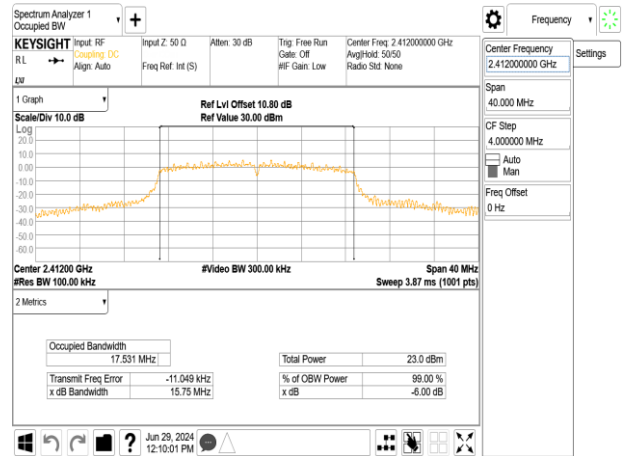 Spectrum Analyzer 1
Occupied BW
Frequency
KEYSIGHT
Input: RF
Coupling: DC
Align: Auto
Input Z: 50 Ω
Freq Ref: Int (S)
Atten: 30 dB
Trig: Free Run
Gate: Off
#IF Gain: Low
Center Freq: 2.412000000 GHz
Avg|Hold: 50/50
Radio Std: None
RL
LXI
Center Frequency
2.412000000 GHz
Settings
Span
40.000 MHz
CF Step
4.000000 MHz
Auto
Man
Freq Offset
0 Hz
1 Graph
Scale/Div 10.0 dB
Ref Lvl Offset 10.80 dB
Ref Value 30.00 dBm
Log
20.0
10.0
0.00
-10.0
-20.0
-30.0
-40.0
-50.0
-60.0
Center 2.41200 GHz
#Video BW 300.00 kHz
Span 40 MHz
#Res BW 100.00 kHz
Sweep 3.87 ms (1001 pts)
2 Metrics
Occupied Bandwidth
17.531 MHz
Total Power 23.0 dBm
Transmit Freq Error -11.049 kHz
% of OBW Power 99.00 %
x dB Bandwidth 15.75 MHz
x dB -6.00 dB
Jun 29, 2024
12:10:01 PM